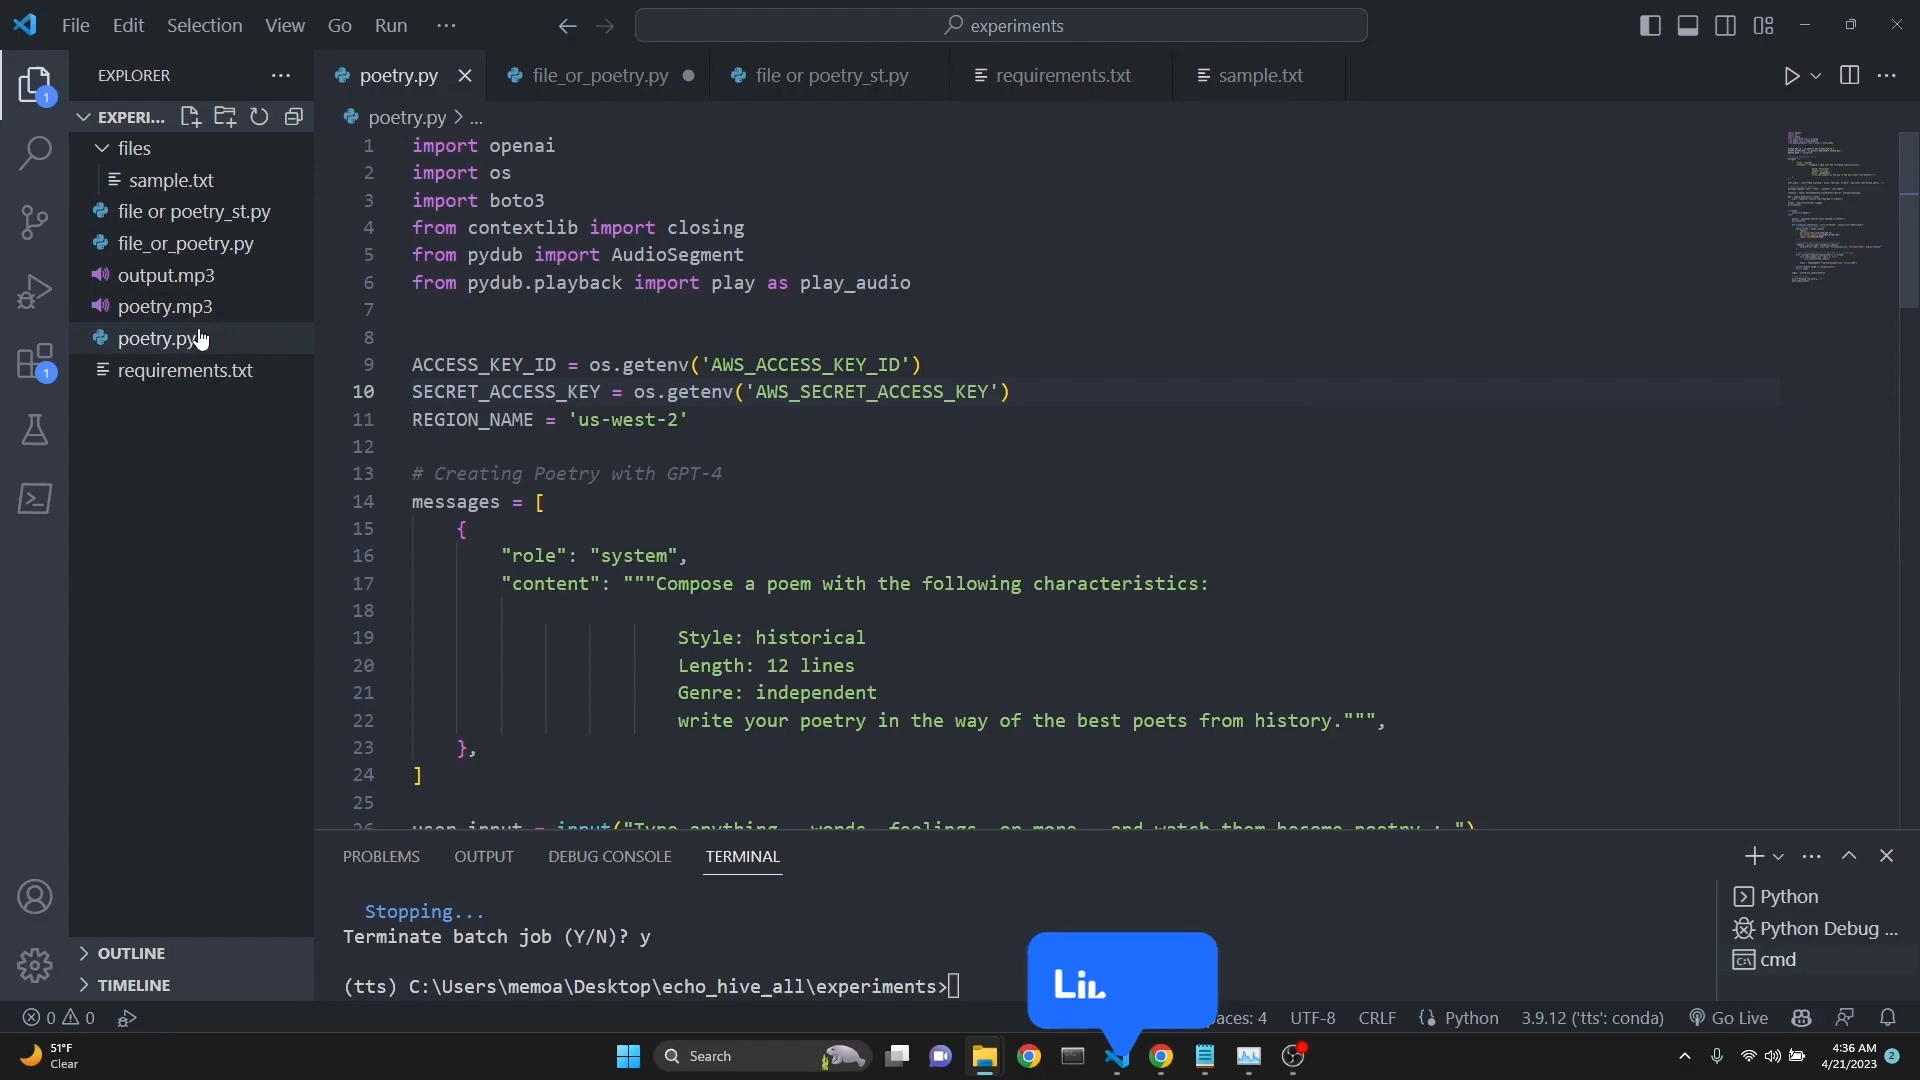 File Edit Selection View Go Run ···
experiments
EXPLORER
poetry.py
file_or_poetry.py
file or poetry_st.py
requirements.txt
sample.txt
EXPERI...
poetry.py > ...
files
sample.txt
file or poetry_st.py
file_or_poetry.py
output.mp3
poetry.mp3
poetry.py
requirements.txt
1 import openai
2 import os
3 import boto3
4 from contextlib import closing
5 from pydub import AudioSegment
6 from pydub.playback import play as play_audio
7
8
9 ACCESS_KEY_ID = os.getenv('AWS_ACCESS_KEY_ID')
10 SECRET_ACCESS_KEY = os.getenv('AWS_SECRET_ACCESS_KEY')
11 REGION_NAME = 'us-west-2'
12
13 # Creating Poetry with GPT-4
14 messages = [
15 {
16 "role": "system",
17 "content": """Compose a poem with the following characteristics:
18
19 Style: historical
20 Length: 12 lines
21 Genre: independent
22 write your poetry in the way of the best poets from history.""",
23 },
24 ]
25
26 user_input = input("Type anything - words, feelings, or more - and watch them become poetry : ")
PROBLEMS OUTPUT DEBUG CONSOLE TERMINAL
Stopping...
Terminate batch job (Y/N)? y
(tts) C:\Users\memoa\Desktop\echo_hive_all\experiments>
Python
Python Debug ...
cmd
OUTLINE
TIMELINE
Li
0 0
paces: 4 UTF-8 CRLF Python 3.9.12 ('tts': conda) Go Live
51°F
Clear
Search
4:36 AM
4/21/2023
2
1
1